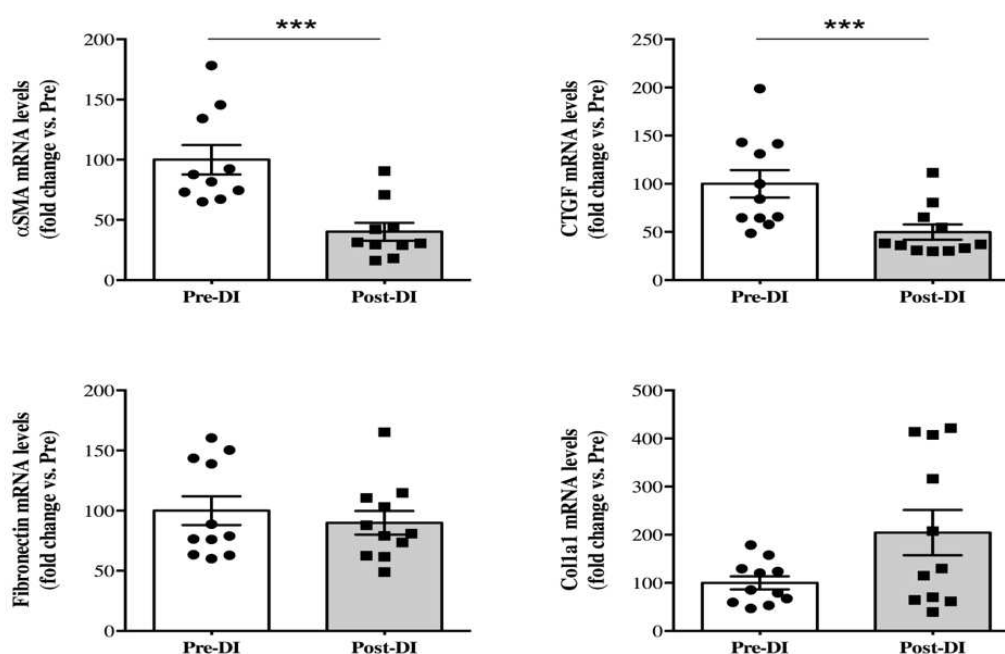 ***
αSMA mRNA levels
(fold change vs. Pre)
200
150
100
50
0
Pre-DI Post-DI
***
CTGF mRNA levels
(fold change vs. Pre)
250
200
150
100
50
0
Pre-DI Post-DI
Fibronectin mRNA levels
(fold change vs. Pre)
200
150
100
50
0
Pre-DI Post-DI
Col1a1 mRNA levels
(fold change vs. Pre)
500
400
300
200
100
0
Pre-DI Post-DI